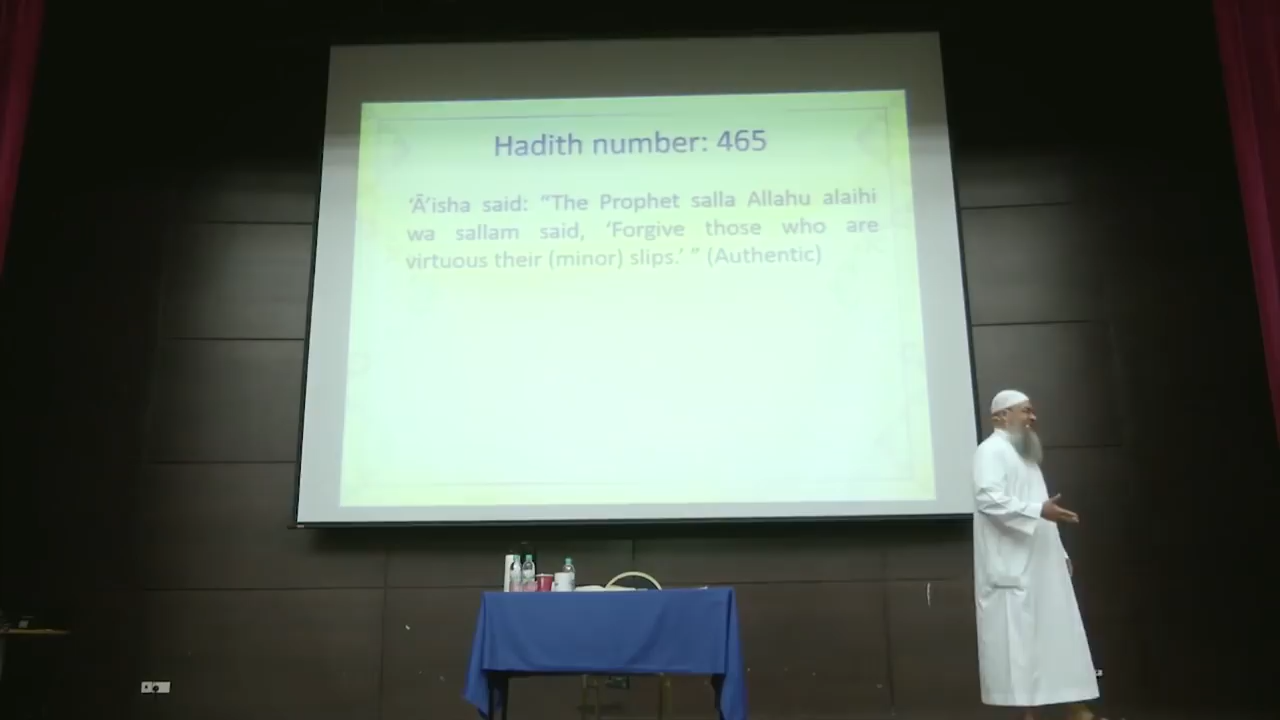 Hadith number: 465
‘Ā’isha said: “The Prophet salla Allahu alaihi
wa sallam said, ‘Forgive those who are
virtuous their (minor) slips.’ ” (Authentic)